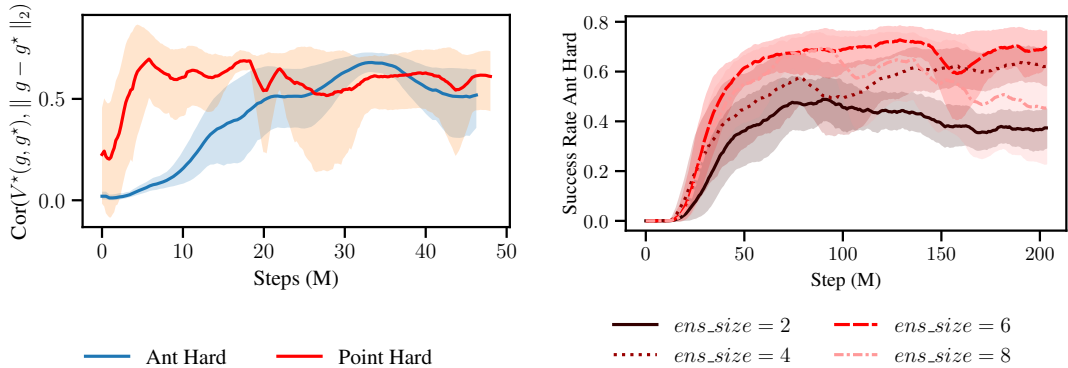 Cor(V*(g, g*), ∥ g − g* ∥₂)
0.5
0.0
0
10
20
30
40
50
Steps (M)
Ant Hard
Point Hard
Success Rate Ant Hard
0.8
0.6
0.4
0.2
0.0
0
50
100
150
200
Step (M)
ens_size = 2
ens_size = 6
ens_size = 4
ens_size = 8